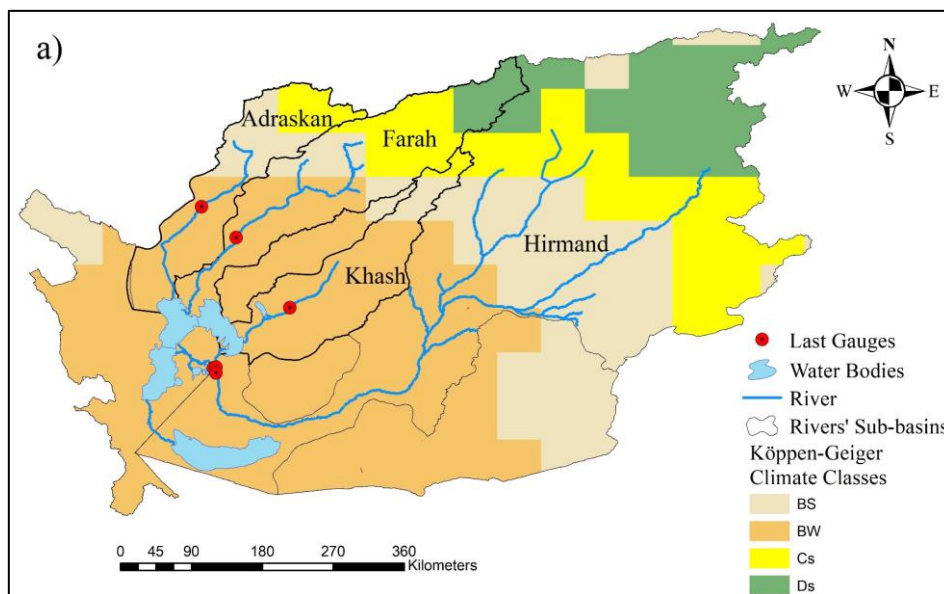 a)
N
W E
S
Adraskan
Farah
Hirmand
Khash
Last Gauges
Water Bodies
River
Rivers' Sub-basins
Köppen-Geiger
Climate Classes
BS
BW
Cs
Ds
0 45 90 180 270 360
Kilometers